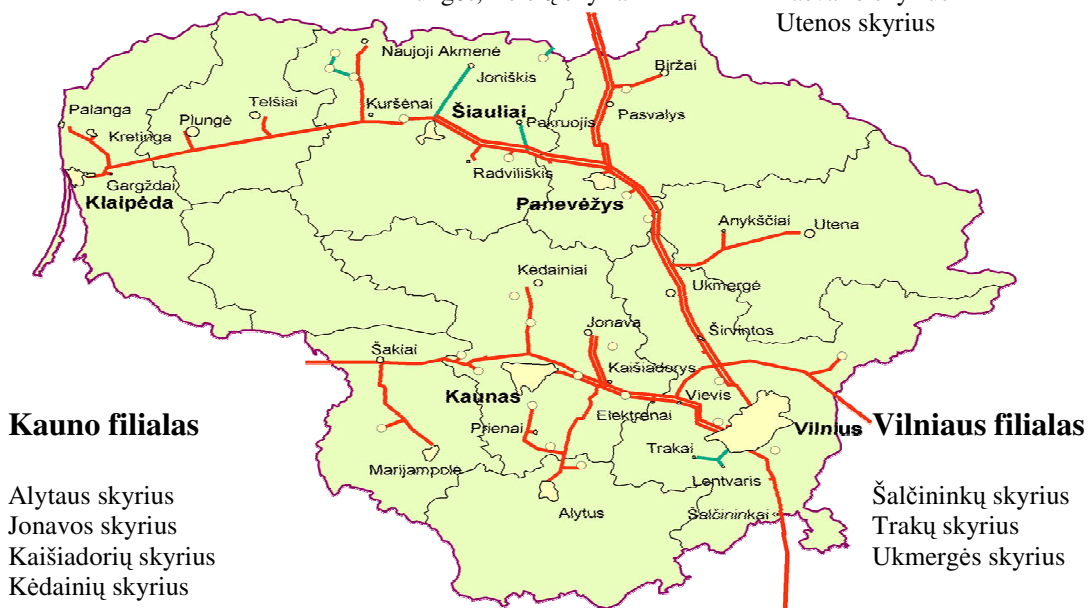 Utenos skyrius
Naujoji Akmenė
Biržai
Joniškis
Telšiai
Palanga
Kuršėnai
Šiauliai
Pasvalys
Plungė
Pakruojis
Kretinga
Radviliškis
Gargždai
Klaipėda
Panevėžys
Anykščiai
Utena
Kėdainiai
Ukmergė
Jonava
Širvintos
Šakiai
Kaišiadorys
Kaunas
Vievis
Elektrėnai
Kauno filialas
Prienai
Vilnius
Vilniaus filialas
Trakai
Marijampolė
Lentvaris
Alytaus skyrius
Alytus
Šalčininkai
Šalčininkų skyrius
Jonavos skyrius
Trakų skyrius
Kaišiadorių skyrius
Ukmergės skyrius
Kėdainių skyrius